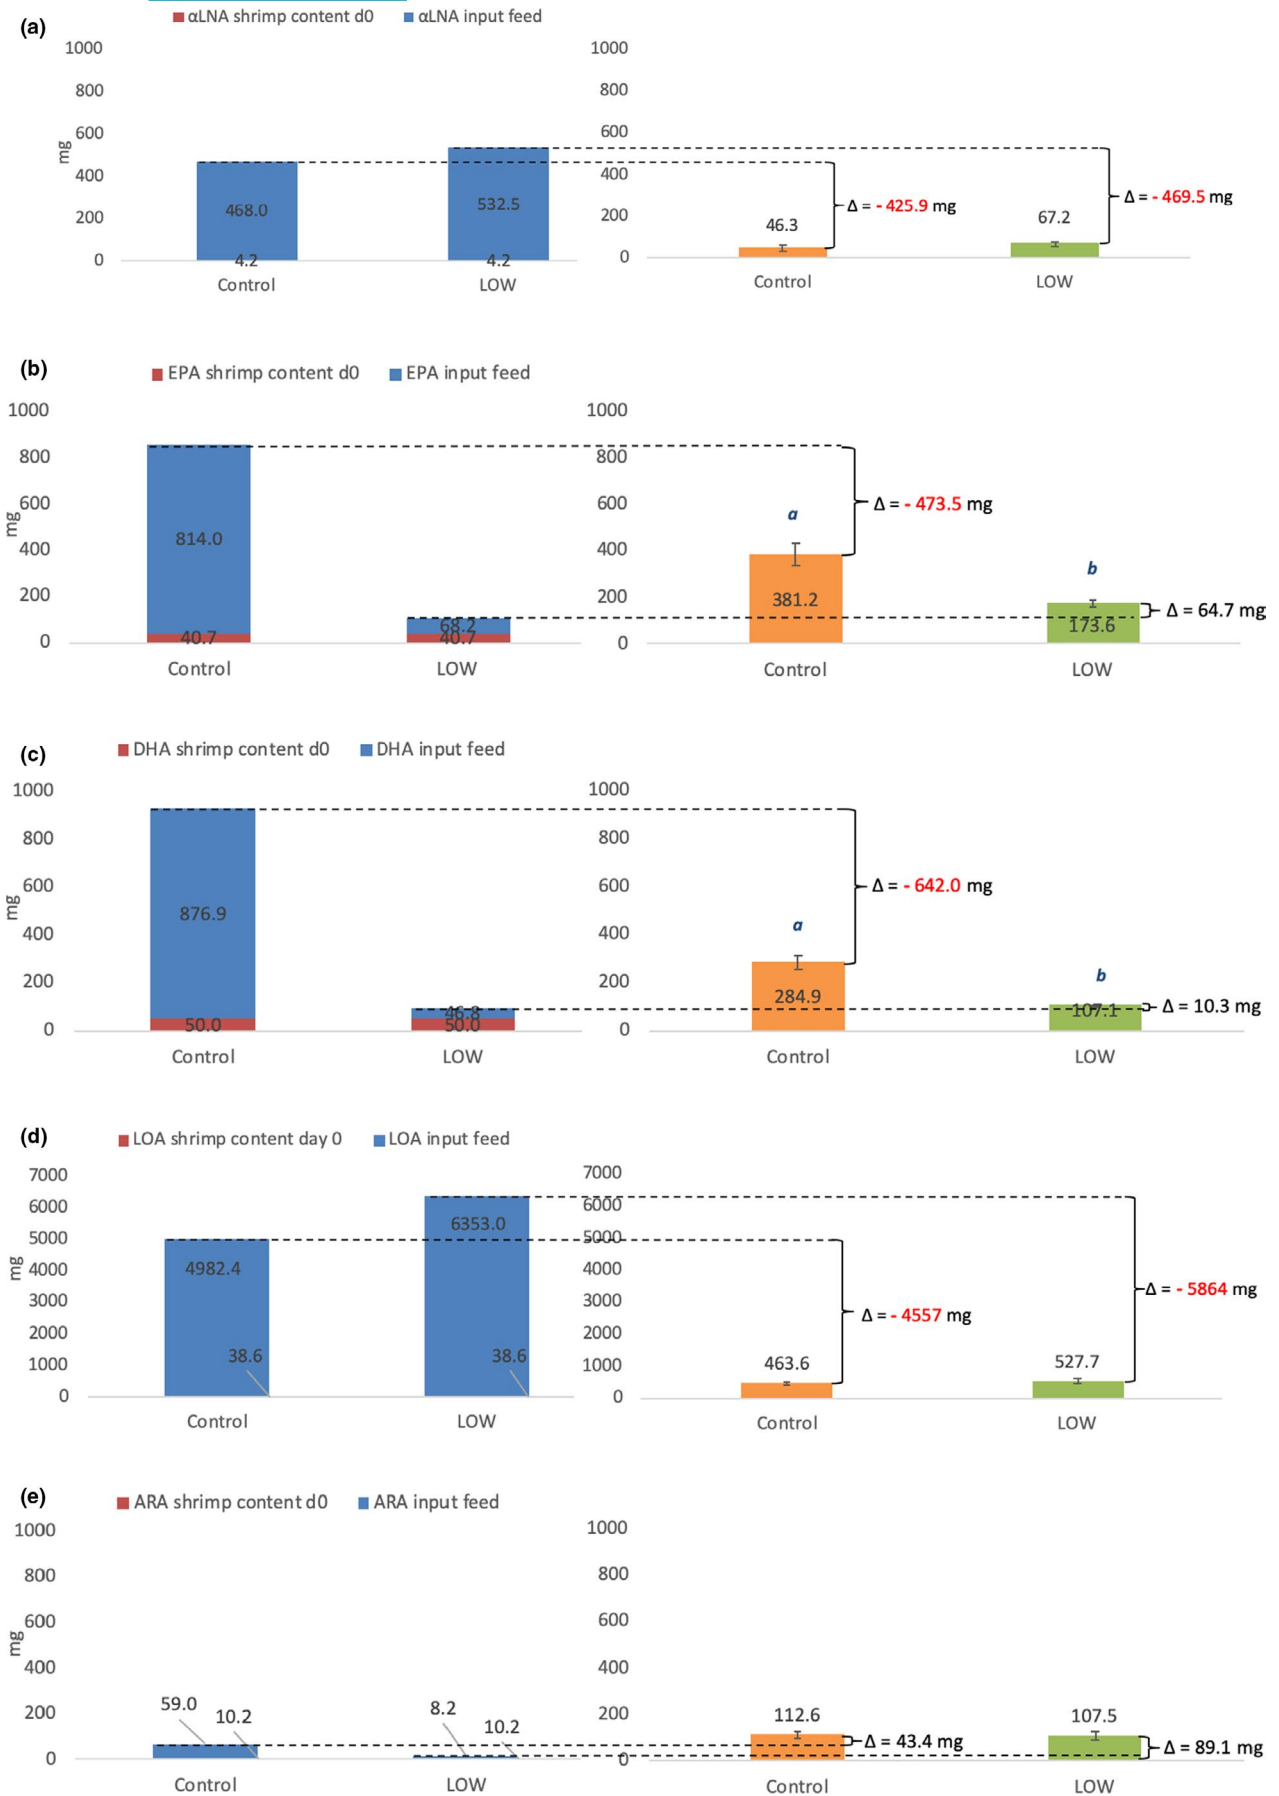 (a)
αLNA shrimp content d0 αLNA input feed
1000 1000
800 800
600 600
mg
400 400
200 200
0 0
468.0 532.5
4.2 4.2
46.3 67.2
Δ = - 425.9 mg
Δ = - 469.5 mg
Control LOW Control LOW
(b)
EPA shrimp content d0 EPA input feed
1000 1000
800 800
600 600
mg
400 400
200 200
0 0
814.0 68.2
40.7 40.7
a
381.2
b
173.6
Δ = - 473.5 mg
Δ = 64.7 mg
Control LOW Control LOW
(c)
DHA shrimp content d0 DHA input feed
1000 1000
800 800
600 600
mg
400 400
200 200
0 0
876.9 46.8
50.0 50.0
a
284.9
b
107.1
Δ = - 642.0 mg
Δ = 10.3 mg
Control LOW Control LOW
(d)
LOA shrimp content day 0 LOA input feed
7000 7000
6000 6000
5000 5000
mg
4000 4000
3000 3000
2000 2000
1000 1000
0 0
4982.4 6353.0
38.6 38.6
463.6 527.7
Δ = - 4557 mg
Δ = - 5864 mg
Control LOW Control LOW
(e)
ARA shrimp content d0 ARA input feed
1000 1000
800 800
600 600
mg
400 400
200 200
0 0
59.0 10.2 8.2 10.2
112.6 107.5
Δ = 43.4 mg
Δ = 89.1 mg
Control LOW Control LOW